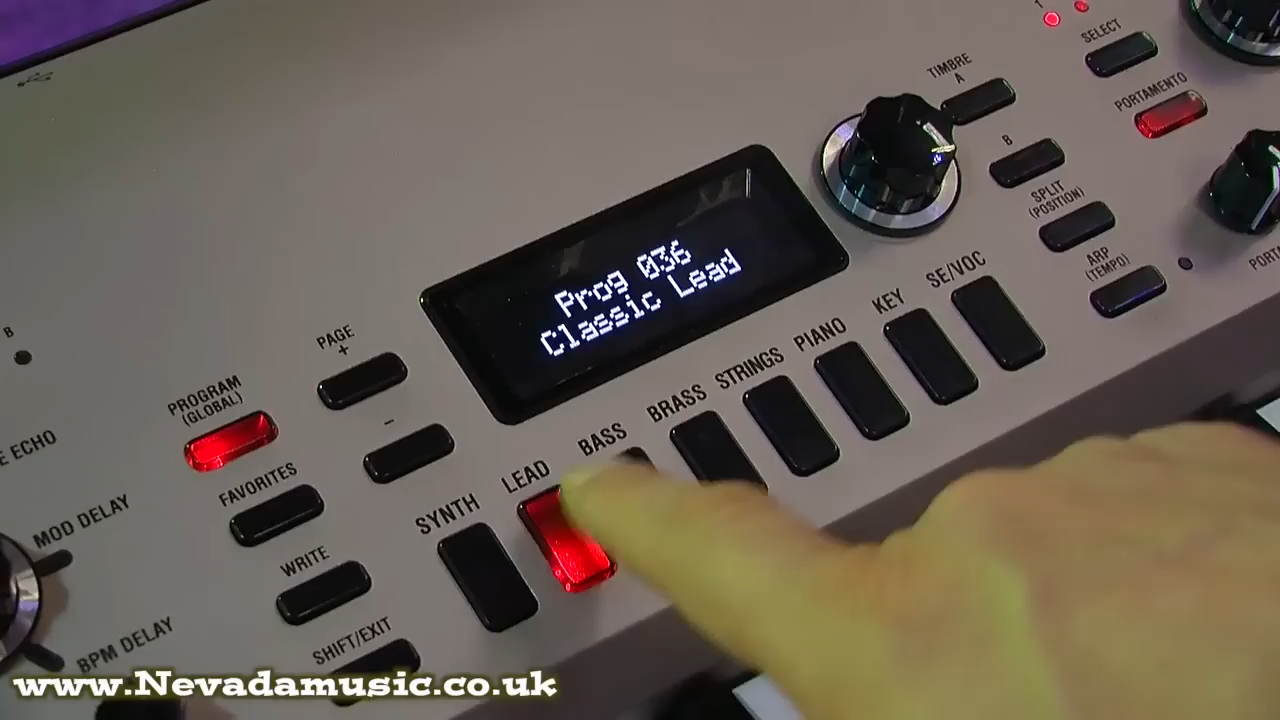 1
SELECT
TIMBRE
A
PORTAMENTO
B
SPLIT
(POSITION)
ARP
(TEMPO)
Prog 036
Classic Lead
SE/VOC
KEY
PIANO
STRINGS
BRASS
BASS
LEAD
SYNTH
PAGE
+
-
B
PROGRAM
(GLOBAL)
FAVORITES
WRITE
SHIFT/EXIT
E ECHO
MOD DELAY
BPM DELAY
www.Nevadamusic.co.uk